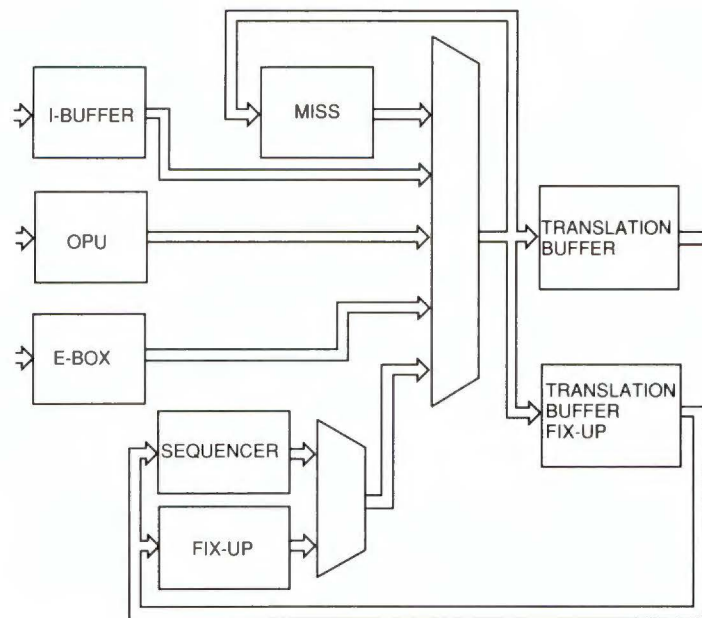 I-BUFFER
MISS
OPU
TRANSLATION
BUFFER
E-BOX
TRANSLATION
BUFFER
FIX-UP
SEQUENCER
FIX-UP